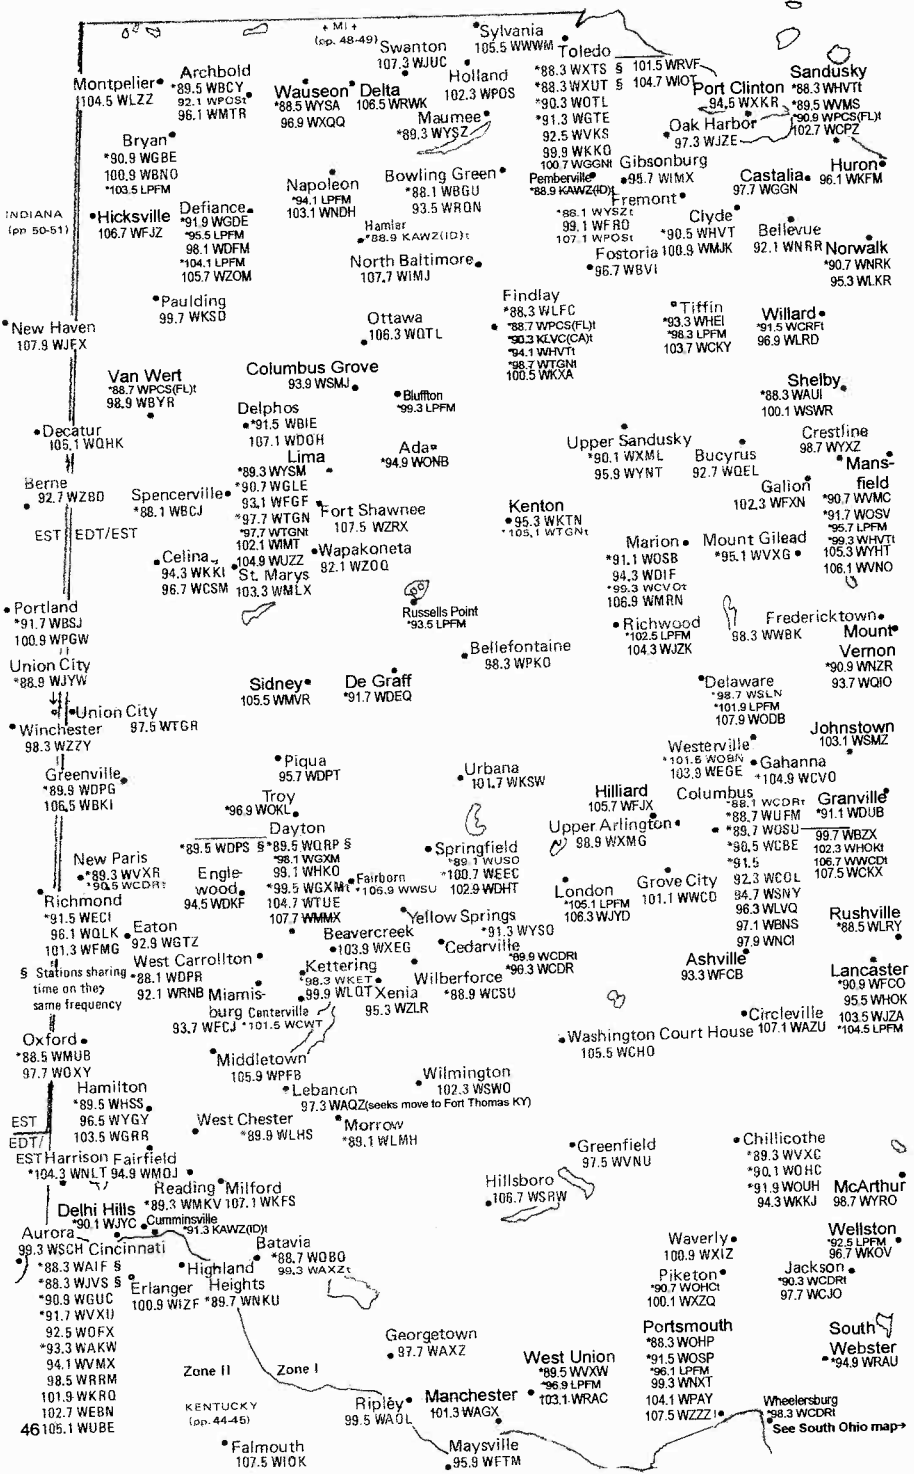 + MI +
(pp. 48-49)
Sylvania
105.5 WWWM
Swanton
107.3 WJUC
Toledo
*88.3 WXTS §
*88.3 WXUT §
*90.3 WOTL
*91.3 WGTE
92.5 WVKS
99.9 WKKO
100.7 WGGNt
101.5 WRVF
104.7 WIOT
Montpelier
104.5 WLZZ
Archbold
*89.5 WBCY
92.1 WPOSt
96.1 WMTR
Wauseon
*88.5 WYSA
96.9 WXQQ
Delta
106.5 WRWK
Holland
102.3 WPOS
Maumee
*89.3 WYSZ
Port Clinton
94.5 WXKR
Sandusky
*88.3 WHVTt
*89.5 WVMS
*90.9 WPCS(FL)t
102.7 WCPZ
Oak Harbor
97.3 WJZE
Bryan
*90.9 WGBE
100.9 WBNO
*103.5 LPFM
Napoleon
*94.1 LPFM
103.1 WNDH
Bowling Green
*88.1 WBGU
93.5 WRQN
Pemberville
*88.9 KAWZ(ID)t
Gibsonburg
95.7 WIMX
Castalia
97.7 WGGN
Huron
96.1 WKFM
INDIANA
(pp 50-51)
Hicksville
106.7 WFJZ
Defiance
*91.9 WGDE
*95.5 LPFM
98.1 WDFM
*104.1 LPFM
105.7 WZOM
Hamler
*88.9 KAWZ(ID)t
Fremont
*88.1 WYSZt
99.1 WFRO
107.1 WPOSt
Clyde
*90.5 HVT
100.9 WMJK
Bellevue
92.1 WNRR
Norwalk
*90.7 WNRK
95.3 WLKR
North Baltimore
107.7 WIMJ
Fostoria
*96.7 WBVI
Paulding
99.7 WKSD
New Haven
107.9 WJFX
Ottawa
106.3 WQTL
Findlay
*88.3 WLFC
*88.7 WPCS(FL)t
*90.3 KLVC(CA)t
*94.1 WHVTt
*98.7 WTGNt
100.5 WKXA
Tiffin
*93.3 WHEI
*98.3 LPFM
103.7 WCKY
Willard
*91.5 WCRFt
96.9 WLRD
Van Wert
*88.7 WPCS(FL)t
98.9 WBYR
Columbus Grove
93.9 WSMJ
Bluffton
*99.3 LPFM
Shelby
*88.3 WAUI
100.1 WSWR
Delphos
*91.5 WBIE
107.1 WDOH
Decatur
105.1 WQHK
Lima
*89.3 WYSM
*90.7 WGLE
93.1 WFGF
*97.7 WTGN
*97.7 WTGNt
102.1 WIMT
104.9 WUZZ
Ada
*94.9 WONB
Upper Sandusky
*90.1 WXML
95.9 WYNT
Bucyrus
92.7 WQEL
Crestline
98.7 WYXZ
Berne
92.7 WZBD
Spencerville
*88.1 WBCJ
Fort Shawnee
107.5 WZRX
Kenton
95.3 WKTN
*105.1 WTGNt
Galion
102.3 WFXN
Mans-
field
*90.7 WVMC
*91.7 WOSV
*95.7 LPFM
*99.3 WHVTt
105.3 WYHT
106.1 WVNO
EST EDT/EST
Celina
94.3 WKKI
96.7 WCSM
Wapakoneta
92.1 WZOQ
St. Marys
103.3 WMLX
Marion
*91.1 WOSB
94.3 WDIF
*99.3 WCVOt
106.9 WMRN
Mount Gilead
*95.1 WVXG
Portland
*91.7 WBSJ
100.9 WPGW
Russells Point
*93.5 LPFM
Richwood
*102.5 LPFM
104.3 WJZK
Fredericktown
98.3 WWBK
Union City
*88.9 WJYW
Bellefontaine
98.3 WPKO
Mount
Vernon
*90.9 WNZR
93.7 WQIO
Sidney
105.5 WMVR
De Graff
*91.7 WDEQ
Delaware
*98.7 WSLN
*101.9 LPFM
107.9 WODB
Union City
97.5 WTGR
Winchester
98.3 WZZY
Johnstown
103.1 WSMZ
Westerville
*101.5 WOBN
103.9 WEGE
Gahanna
*104.9 WCVO
Greenville
*89.9 WDPG
106.5 WBKI
Piqua
95.7 WDPT
Urbana
101.7 WKSW
Troy
*96.9 WOKL
Hilliard
105.7 WFJX
Columbus
*88.1 WCDRt
*88.7 WUFM
*89.7 WOSU
*90.5 WCBE
*91.5
92.3 WCOL
94.7 WSNY
96.3 WLVQ
97.1 WBNS
97.9 WNCI
99.7 WBZX
102.3 WHOKt
106.7 WWCDt
107.5 WCKX
Granville
*91.1 WDUB
Upper Arlington
98.9 WXMG
Dayton
*89.5 WDPS §
*89.5 WQRP §
*98.1 WGXM
99.1 WHKO
*99.5 WGXMt
104.7 WTUE
107.7 WMMX
New Paris
*89.3 WVXR
*90.5 WCDRt
Engle-
wood
94.5 WDKF
Springfield
*89.1 WUSO
*100.7 WEEC
102.9 WDHT
Fairborn
*106.9 WWSU
London
*105.1 LPFM
106.3 WJYD
Grove City
101.1 WWCD
Richmond
*91.5 WECI
96.1 WQLK
101.3 WFMG
Eaton
92.9 WGTZ
Yellow Springs
*91.3 WYSO
Beavercreek
103.9 WXEG
Cedarville
*89.9 WCDRt
*90.3 WCDR
Rushville
*88.5 WLRY
Ashville
93.3 WFCB
§ Stations sharing
time on the
same frequency
West Carrollton
*88.1 WDPR
92.1 WRNB
Kettering
*98.3 WKET
99.9 WLQT
Wilberforce
*88.9 WCSU
Xenia
95.3 WZLR
Lancaster
*90.9 WFCO
95.5 WHOK
103.5 WJZA
*104.5 LPFM
Miamis-
burg
93.7 WFCJ
Centerville
*101.5 WCWT
Circleville
107.1 WAZU
Washington Court House
105.5 WCHO
Oxford
*88.5 WMUB
97.7 WOXY
Middletown
105.9 WPFB
Wilmington
102.3 WSWO
Lebanon
97.3 WAQZ(seeks move to Fort Thomas KY)
Hamilton
*89.5 WHSS
96.5 WYGY
103.5 WGRR
West Chester
*89.9 WLHS
Morrow
*89.1 WLMH
EST
EDT/
EST
Greenfield
97.5 WVNU
Chillicothe
*89.3 WVXC
*90.1 WOHC
*91.9 WOUH
94.3 WKKJ
Harrison
*104.3 WNLT
Fairfield
94.9 WMOJ
Hillsboro
106.7 WSRW
McArthur
98.7 WYRO
Reading
*89.3 WMKV
Milford
107.1 WKFS
Delhi Hills
*90.1 WJYC
Cumminsville
*91.3 KAWZ(ID)t
Aurora
99.3 WSCH
Cincinnati
*88.3 WAIF §
*88.3 WJVS §
*90.9 WGUC
*91.7 WVXU
92.5 WOFX
*93.3 WAKW
94.1 WVMX
98.5 WRRM
101.9 WKRQ
102.7 WEBN
105.1 WUBE
Batavia
*88.7 WOBO
99.3 WAXZt
Waverly
100.9 WXIZ
Wellston
*92.5 LPFM
96.7 WKOV
Highland
Heights
*89.7 WNKU
Erlanger
100.9 WIZF
Piketon
*90.7 WOHCt
100.1 WXZQ
Jackson
*90.3 WCDRt
97.7 WCJO
Georgetown
97.7 WAXZ
Portsmouth
*88.3 WOHP
*91.5 WOSP
*96.1 LPFM
99.3 WNXT
104.1 WPAY
107.5 WZZZ
South
Webster
*94.9 WRAU
West Union
*89.5 WVXW
*96.9 LPFM
103.1 WRAC
Zone II
Zone I
KENTUCKY
(pp.44-45)
Ripley
99.5 WAOL
Manchester
101.3 WAGX
Wheelersburg
*98.3 WCDRt
See South Ohio map→
46
Falmouth
107.5 WIOK
Maysville
95.9 WFTM